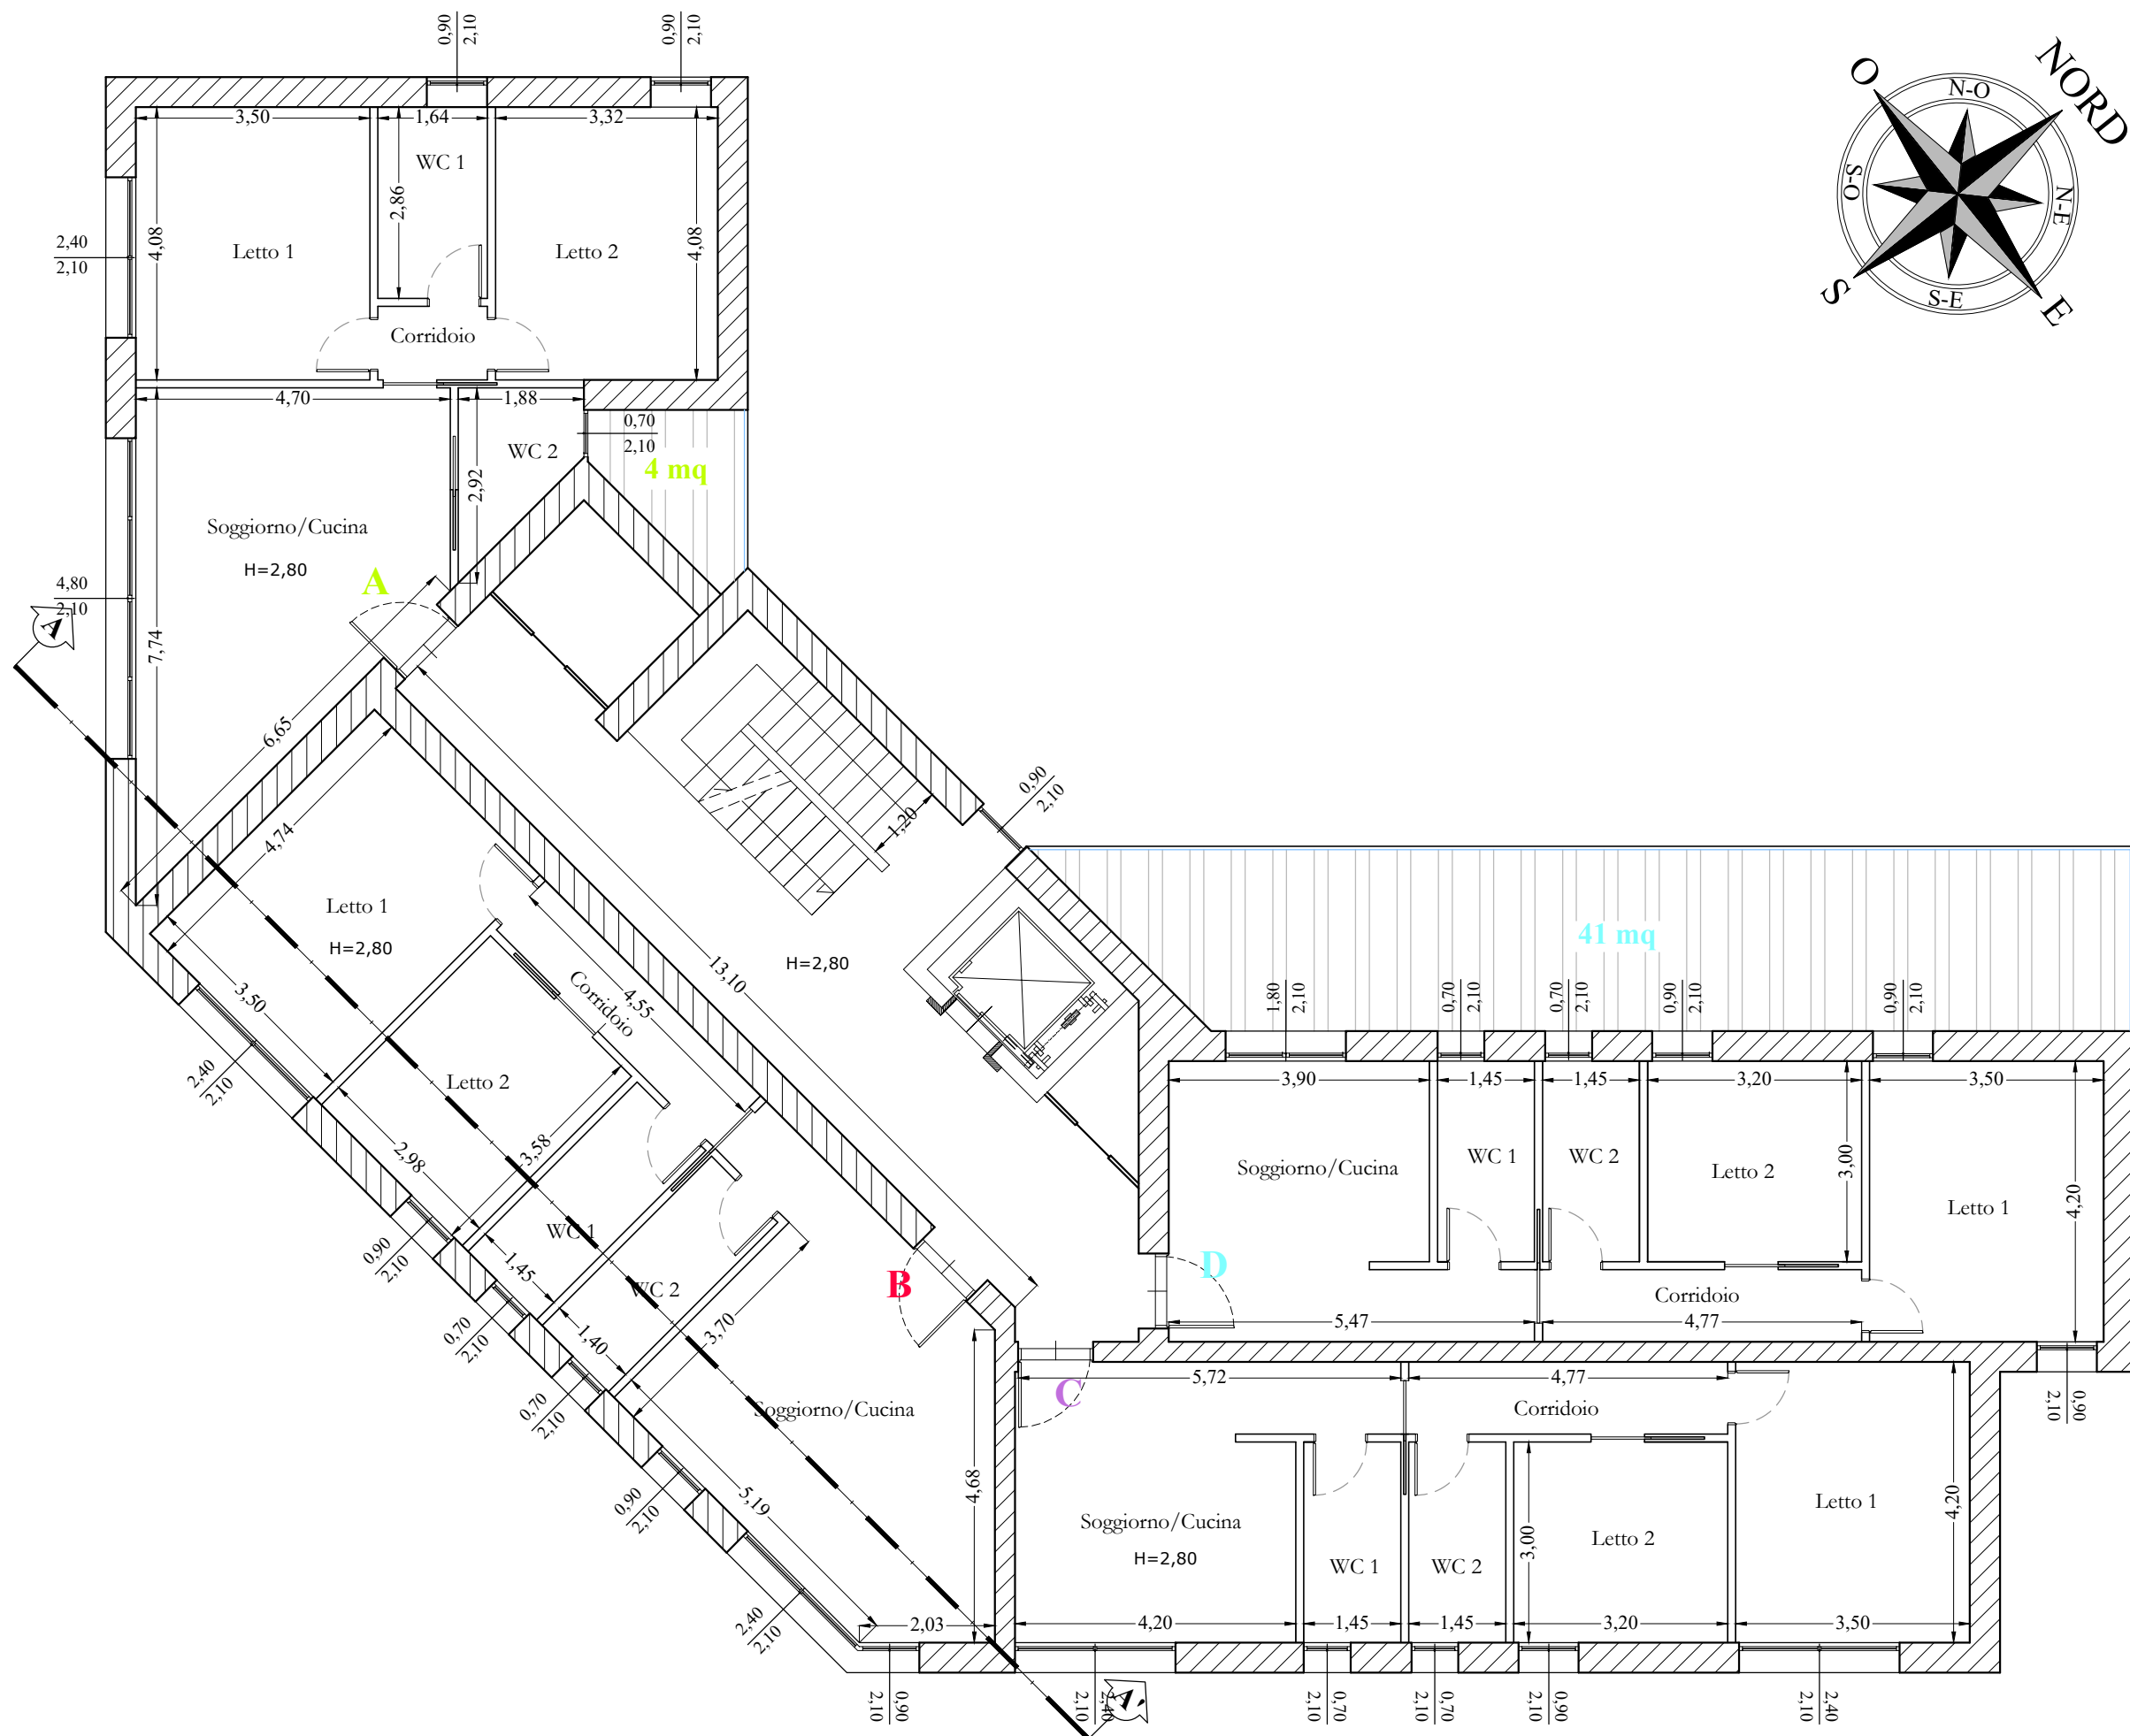 0,90
2,10
0,90
2,10
NORD
O
N-O
S-O
N-E
S
S-E
E
3,50
1,64
3,32
WC 1
2,86
4,08
4,08
2,40
2,10
Letto 1
Letto 2
Corridoio
4,70
1,88
0,70
2,10
WC 2
4 mq
2,92
Soggiorno/Cucina
H=2,80
A
4,80
2,10
A
7,74
6,65
4,74
1,20
0,90
2,10
Letto 1
H=2,80
3,50
Corridoio
4,55
13,10
H=2,80
41 mq
2,40
2,10
Letto 2
2,98
3,58
1,80
2,10
0,70
2,10
0,70
2,10
0,90
2,10
0,90
2,10
3,90
1,45
1,45
3,20
3,50
Soggiorno/Cucina
WC 1
WC 2
Letto 2
3,00
Letto 1
4,20
0,90
2,10
WC 1
1,45
WC 2
B
D
Corridoio
5,47
4,77
0,70
2,10
1,40
3,70
C
5,72
4,77
0,90
2,10
0,70
2,10
Soggiorno/Cucina
Corridoio
4,68
5,19
0,90
2,10
Soggiorno/Cucina
H=2,80
WC 1
WC 2
3,00
Letto 2
Letto 1
4,20
2,40
2,10
2,03
4,20
1,45
1,45
3,20
3,50
0,90
2,10
2,40
2,10
A'
0,70
2,10
0,70
2,10
0,90
2,10
2,40
2,10